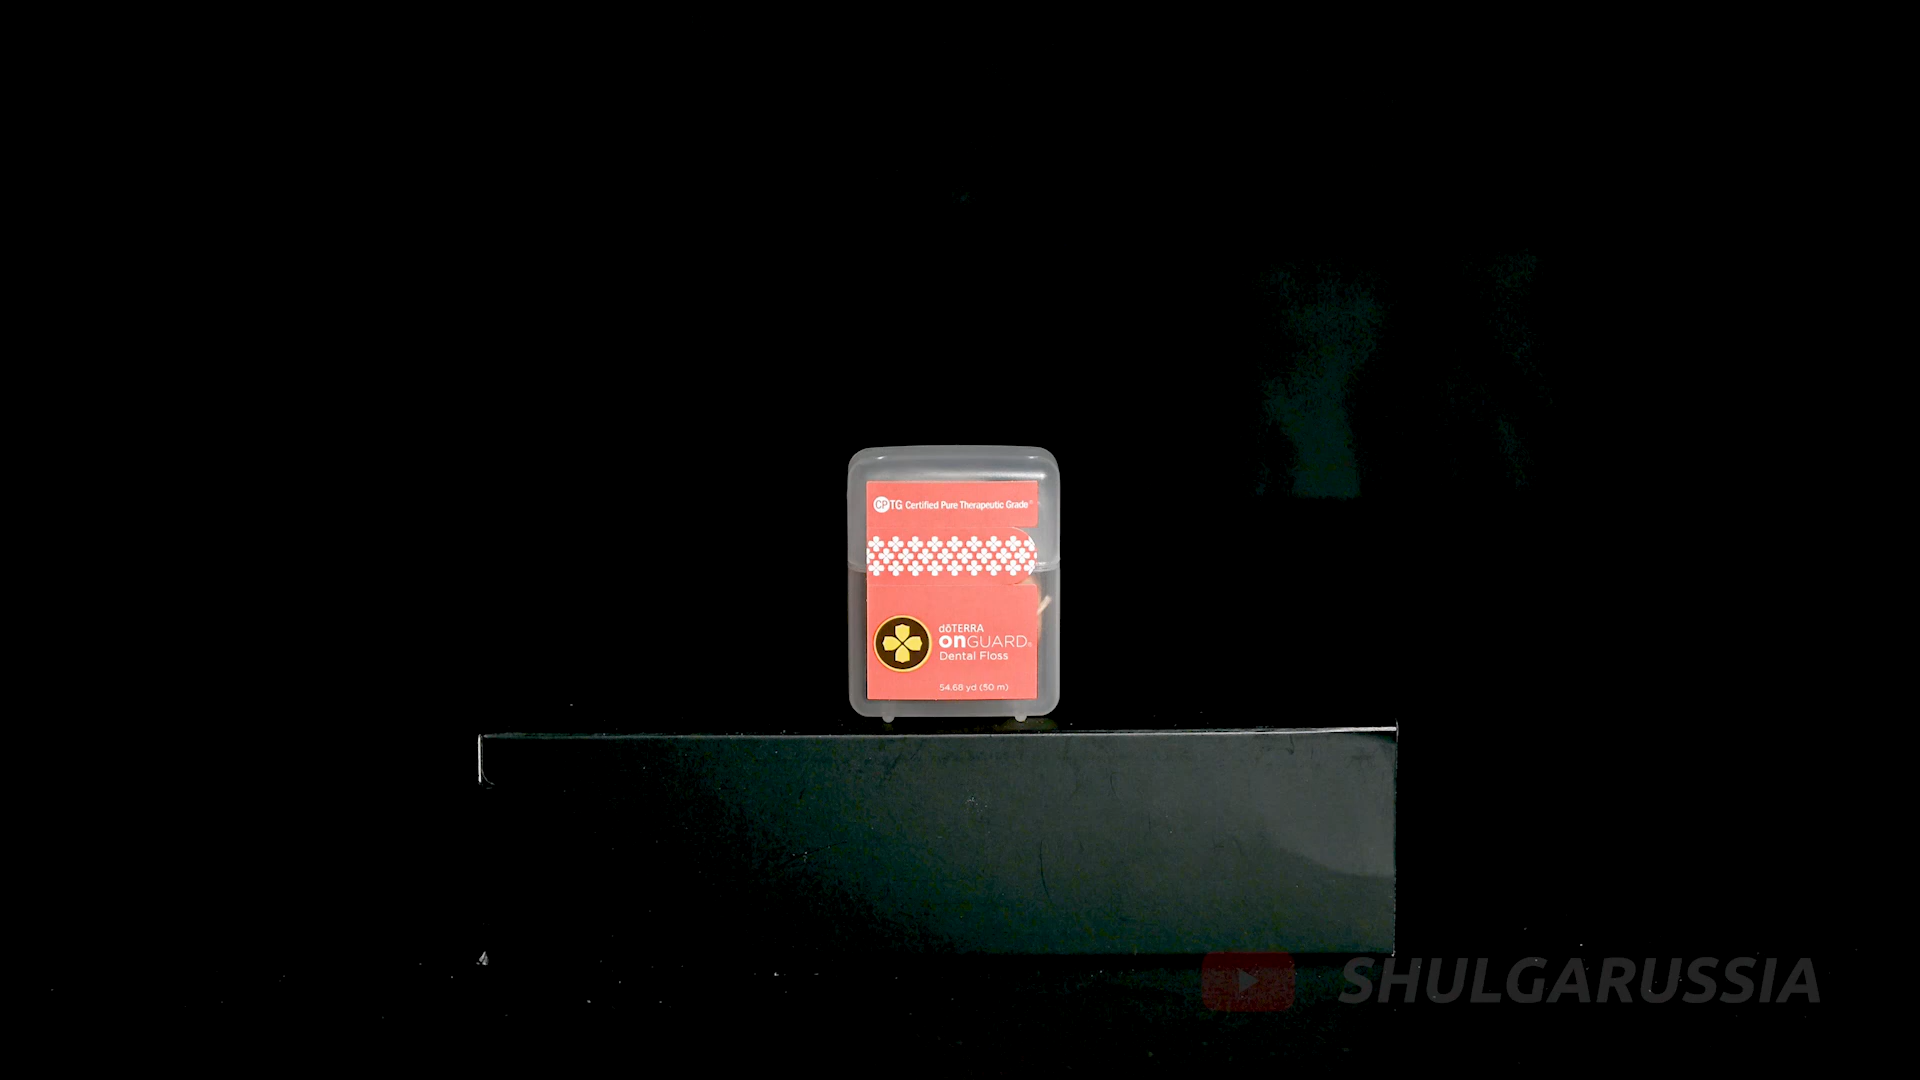 CPTG Certified Pure Therapeutic Grade®
dōTERRA
onGUARD®
Dental Floss
54.68 yd (50 m)
SHULGARUSSIA